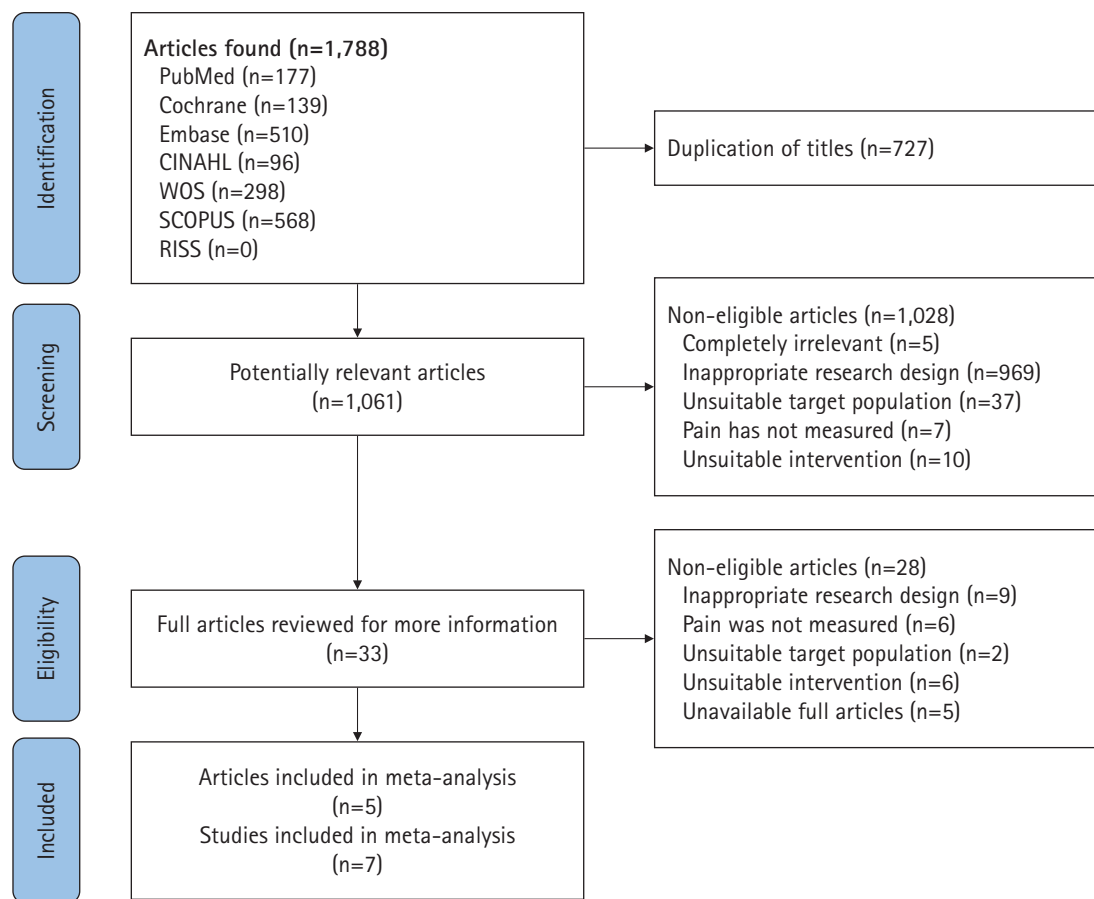 Identification
Articles found (n=1,788)
PubMed (n=177)
Cochrane (n=139)
Embase (n=510)
CINAHL (n=96)
WOS (n=298)
SCOPUS (n=568)
RISS (n=0)
Duplication of titles (n=727)
Screening
Potentially relevant articles
(n=1,061)
Non-eligible articles (n=1,028)
Completely irrelevant (n=5)
Inappropriate research design (n=969)
Unsuitable target population (n=37)
Pain has not measured (n=7)
Unsuitable intervention (n=10)
Eligibility
Full articles reviewed for more information
(n=33)
Non-eligible articles (n=28)
Inappropriate research design (n=9)
Pain was not measured (n=6)
Unsuitable target population (n=2)
Unsuitable intervention (n=6)
Unavailable full articles (n=5)
Included
Articles included in meta-analysis
(n=5)
Studies included in meta-analysis
(n=7)